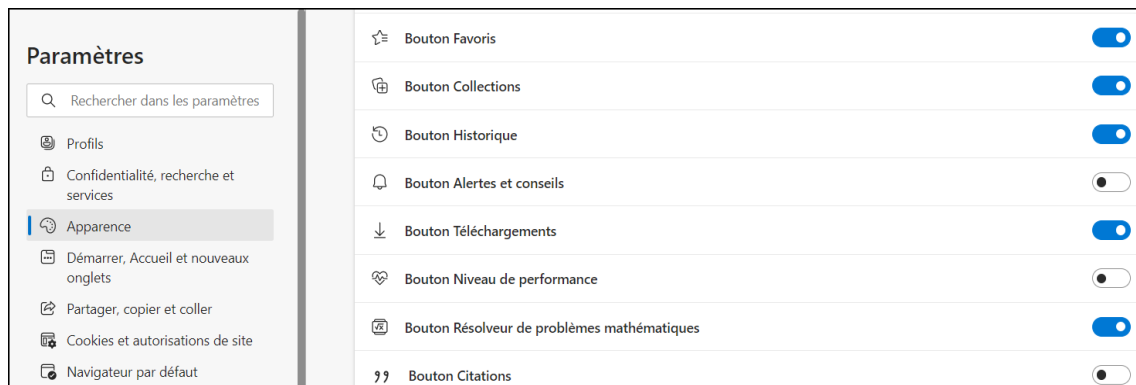 Paramètres
Rechercher dans les paramètres
Profils
Confidentialité, recherche et
services
Apparence
Démarrer, Accueil et nouveaux
onglets
Partager, copier et coller
Cookies et autorisations de site
Navigateur par défaut
Bouton Favoris
Bouton Collections
Bouton Historique
Bouton Alertes et conseils
Bouton Téléchargements
Bouton Niveau de performance
Bouton Résolveur de problèmes mathématiques
Bouton Citations